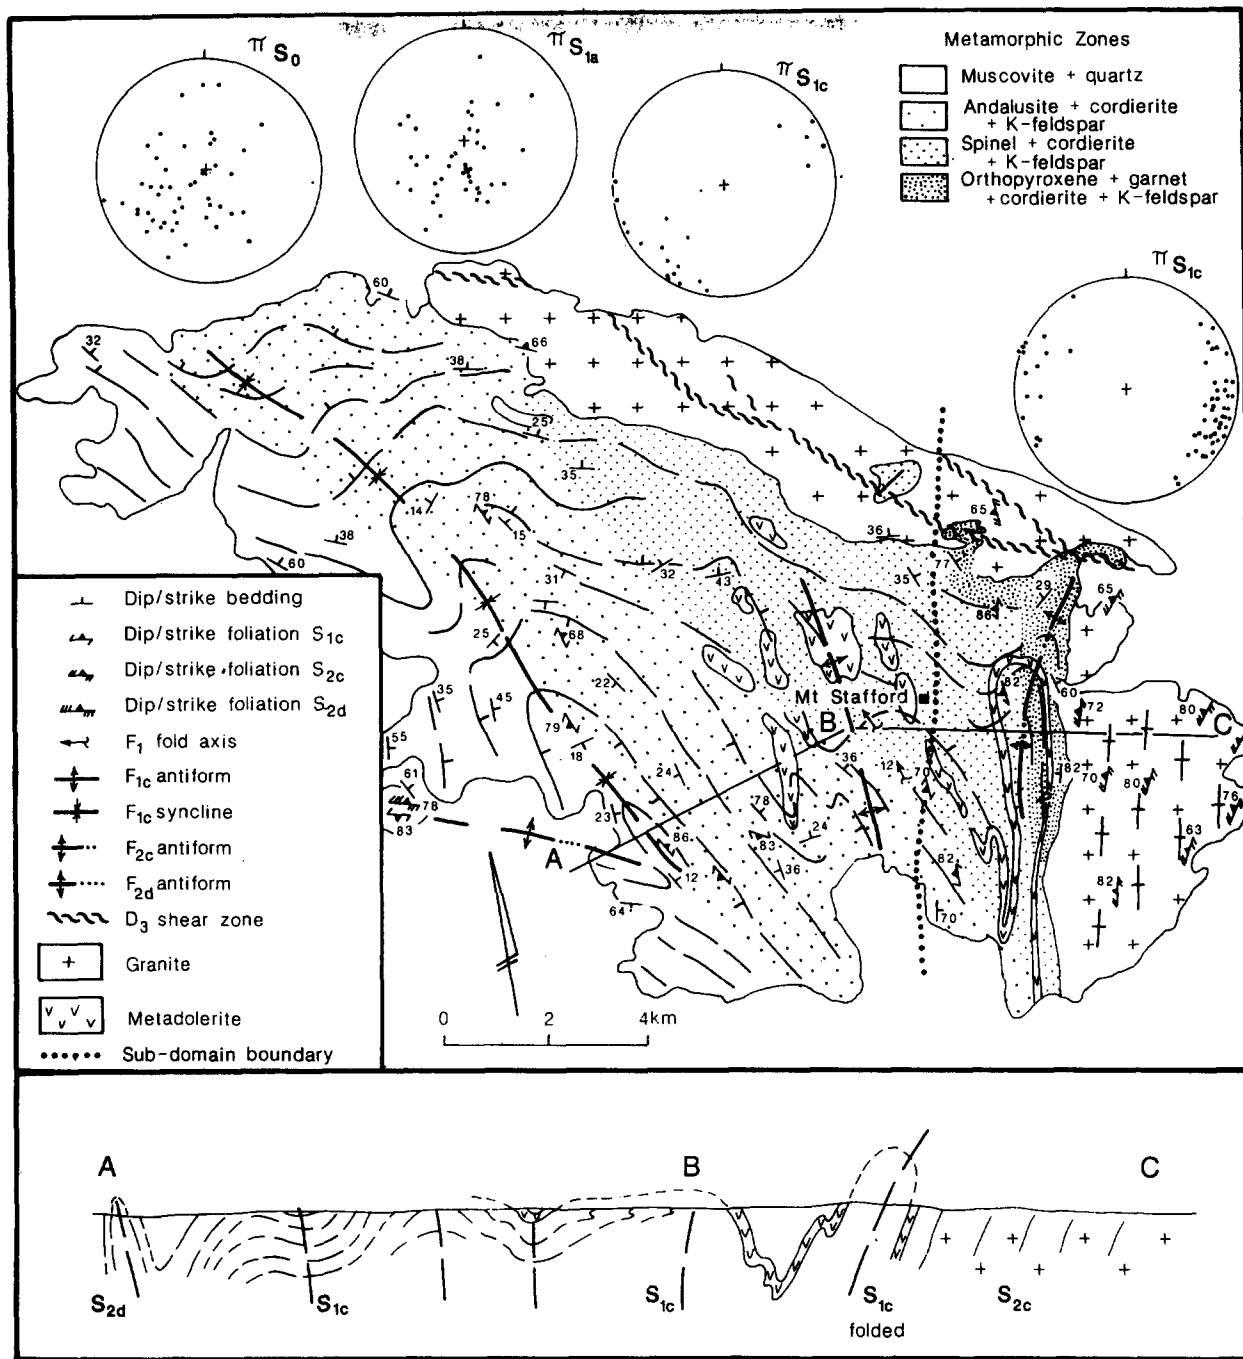 π S0
π S1a
π S1c
π S1c
Metamorphic Zones
Muscovite + quartz
Andalusite + cordierite
+ K-feldspar
Spinel + cordierite
+ K-feldspar
Orthopyroxene + garnet
+cordierite + K-feldspar
60
32
66
38
25
35
78
14
15
38
60
36
65
77
35
29
65
86
31
32
43
25
68
22
45
35
55
79
18
24
61
78
83
23
86
12
64
78
83
36
24
36
12
70
82
70
82
60
72
80
82
70
80
76
63
82
Mt Stafford
A
B
C
Dip/strike bedding
Dip/strike foliation S1c
Dip/strike foliation S2c
Dip/strike foliation S2d
F1 fold axis
F1c antiform
F1c syncline
F2c antiform
F2d antiform
D3 shear zone
Granite
Metadolerite
Sub-domain boundary
0 2 4km
A B C
S2d S1c S1c S1c S2c
folded